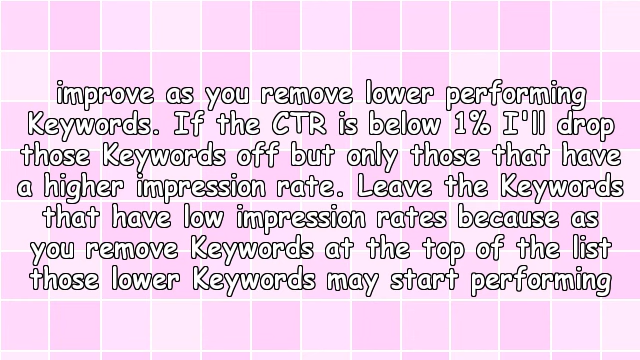 improve as you remove lower performing
Keywords. If the CTR is below 1% I'll drop
those Keywords off but only those that have
a higher impression rate. Leave the Keywords
that have low impression rates because as
you remove Keywords at the top of the list
those lower Keywords may start performing